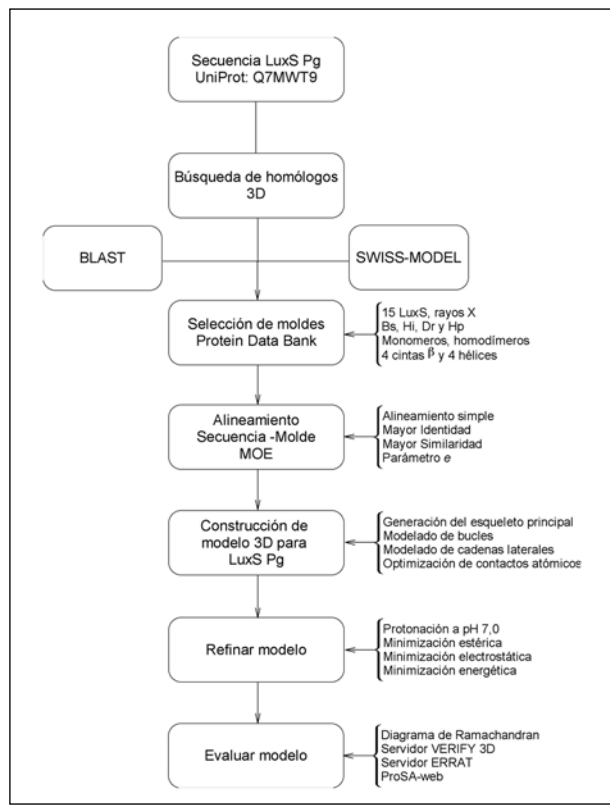 Secuencia LuxS Pg
UniProt: Q7MWT9
Búsqueda de homólogos
3D
BLAST
SWISS-MODEL
Selección de moldes
Protein Data Bank
15 LuxS, rayos X
Bs, Hi, Dr y Hp
Monomeros, homodímeros
4 cintas β y 4 hélices
Alineamiento
Secuencia -Molde
MOE
Alineamiento simple
Mayor Identidad
Mayor Similaridad
Parámetro e
Construcción de
modelo 3D para
LuxS Pg
Generación del esqueleto principal
Modelado de bucles
Modelado de cadenas laterales
Optimización de contactos atómicos
Refinar modelo
Protonación a pH 7,0
Minimización estérica
Minimización electrostática
Minimización energética
Evaluar modelo
Diagrama de Ramachandran
Servidor VERIFY 3D
Servidor ERRAT
ProSA-web